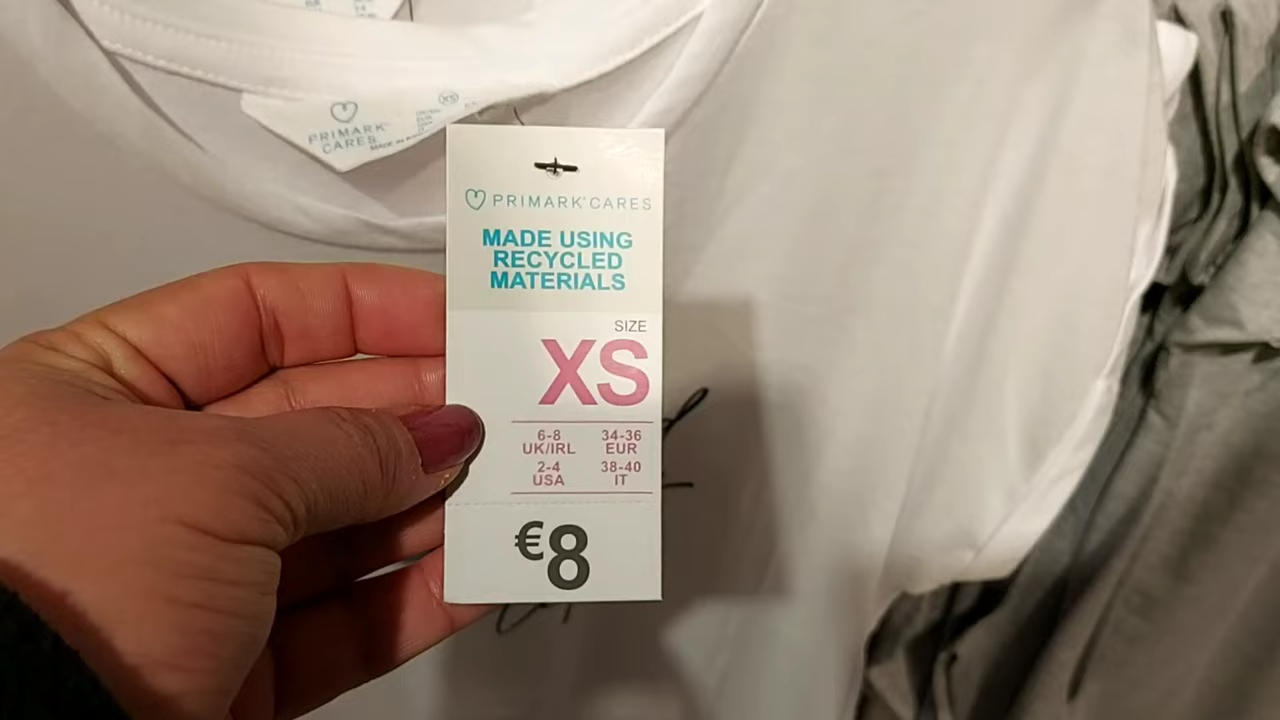 PRIMARK
CARES
XS
PRIMARK CARES
MADE USING
RECYCLED
MATERIALS
SIZE
XS
6-8 34-36
UK/IRL EUR
2-4 38-40
USA IT
€8